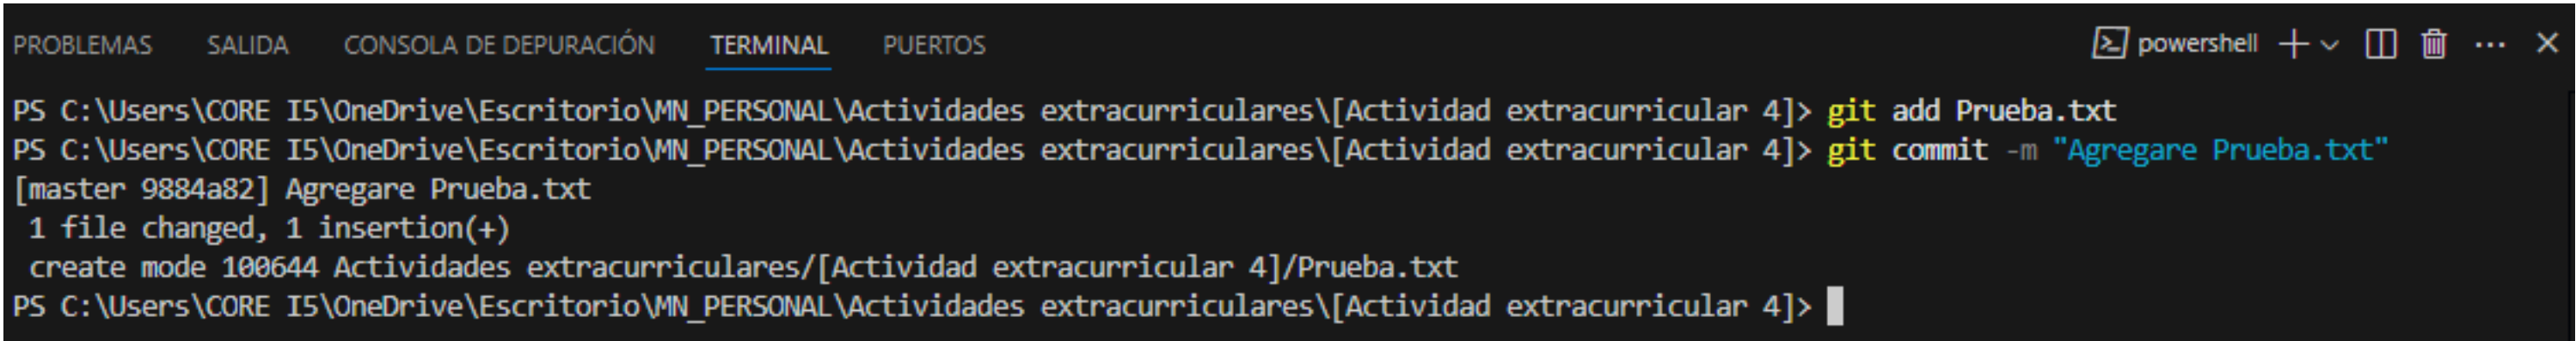 PROBLEMAS SALIDA CONSOLA DE DEPURACIÓN TERMINAL PUERTOS powershell
PS C:\Users\CORE I5\OneDrive\Escritorio\MN_PERSONAL\Actividades extracurriculares\[Actividad extracurricular 4]> git add Prueba.txt
PS C:\Users\CORE I5\OneDrive\Escritorio\MN_PERSONAL\Actividades extracurriculares\[Actividad extracurricular 4]> git commit -m "Agregare Prueba.txt"
[master 9884a82] Agregare Prueba.txt
 1 file changed, 1 insertion(+)
 create mode 100644 Actividades extracurriculares/[Actividad extracurricular 4]/Prueba.txt
PS C:\Users\CORE I5\OneDrive\Escritorio\MN_PERSONAL\Actividades extracurriculares\[Actividad extracurricular 4]>